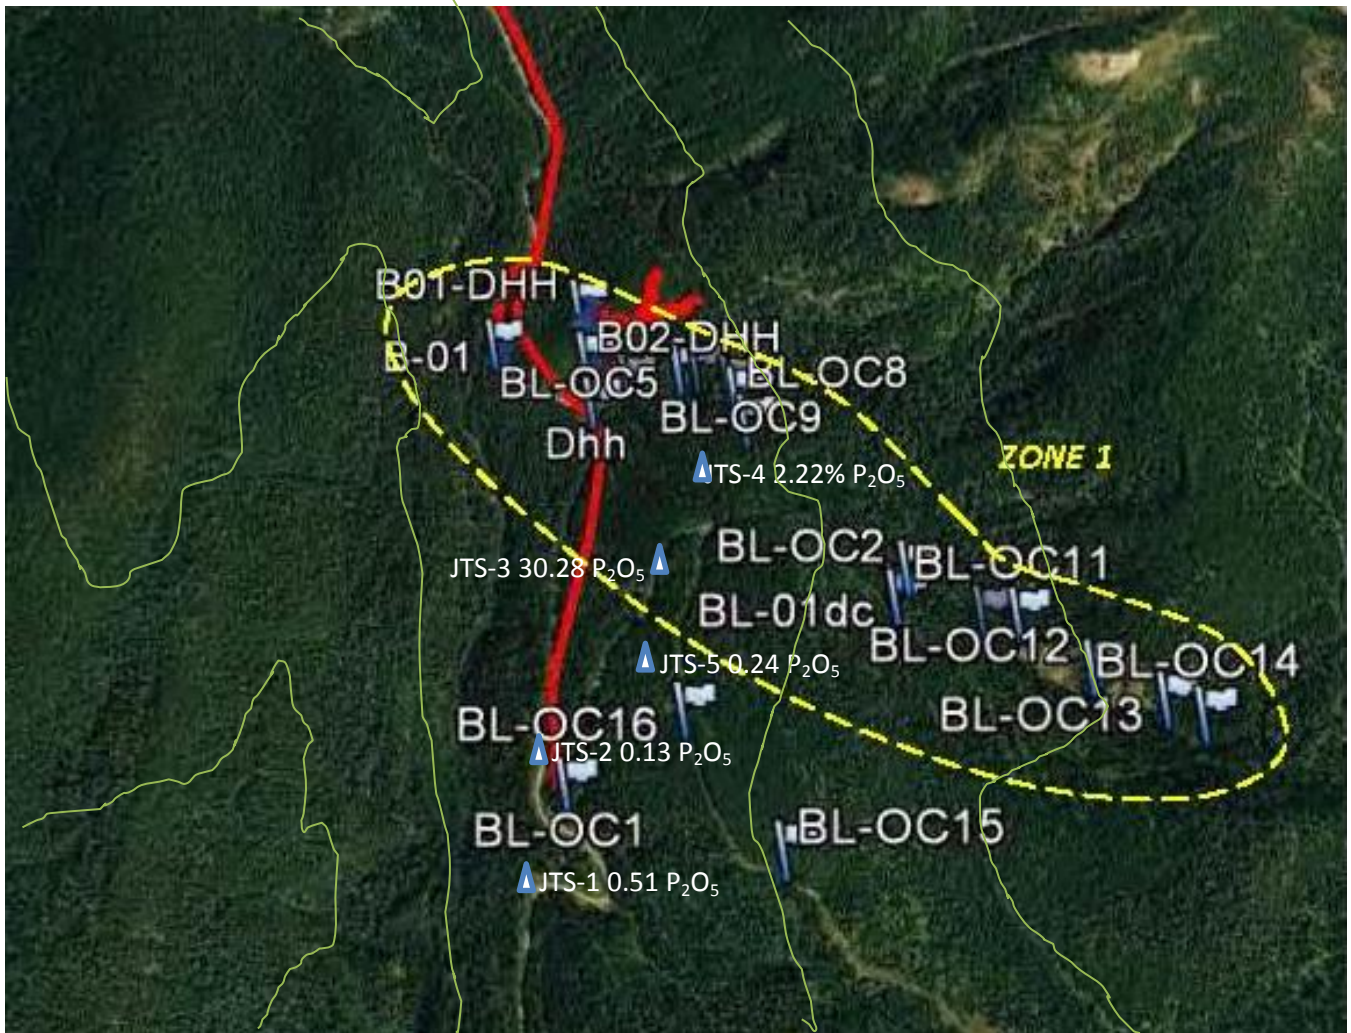 B01-DHH
B02-DHH
B-01
BL-OC5
BL-OC8
BL-OC9
Dhh
ZONE 1
JTS-4 2.22% P₂O₅
BL-OC2
BL-OC11
JTS-3 30.28 P₂O₅
BL-01dc
BL-OC12
JTS-5 0.24 P₂O₅
BL-OC14
BL-OC13
BL-OC16
JTS-2 0.13 P₂O₅
BL-OC1
BL-OC15
JTS-1 0.51 P₂O₅